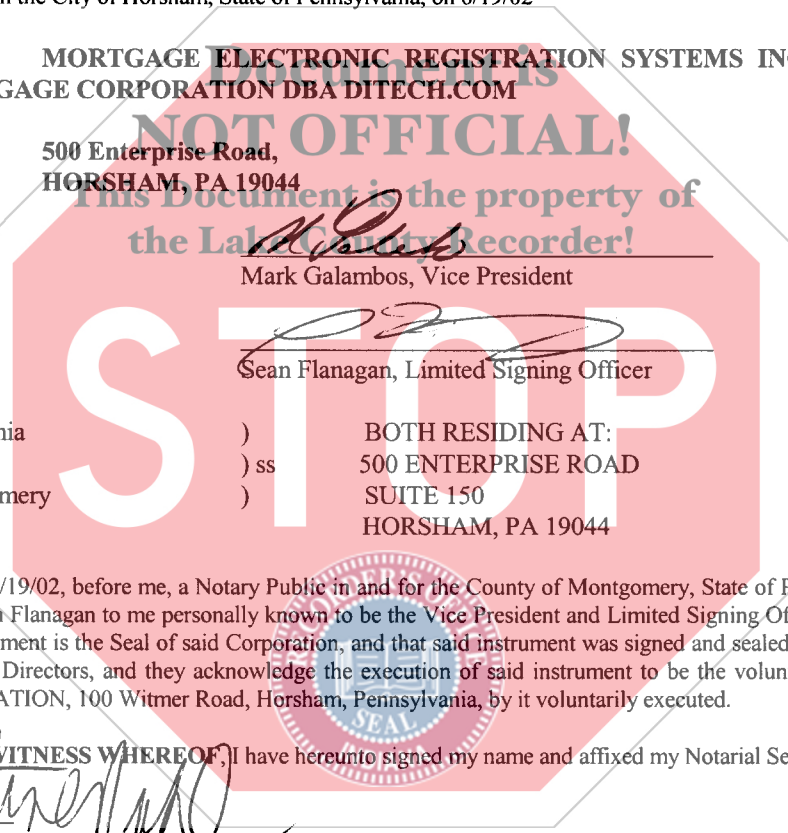 the City of Horsham, State of Pennsylvania, on 6/19/02
MORTGAGE ELECTRONIC REGISTRATION SYSTEMS INC
GAGE CORPORATION DBA DITECH.COM
Document is
NOT OFFICIAL!
500 Enterprise Road,
HORSHAM, PA 19044
This Document is the property of
the Lake County Recorder!
Mark Galambos, Vice President
STOP
Sean Flanagan, Limited Signing Officer
nia ) BOTH RESIDING AT:
) ss 500 ENTERPRISE ROAD
mery ) SUITE 150
HORSHAM, PA 19044
/19/02, before me, a Notary Public in and for the County of Montgomery, State of P
n Flanagan to me personally known to be the Vice President and Limited Signing Of
ment is the Seal of said Corporation, and that said instrument was signed and sealed
Directors, and they acknowledge the execution of said instrument to be the volun
ATION, 100 Witmer Road, Horsham, Pennsylvania, by it voluntarily executed.
RECORDER'S OFFICE
SEAL
INDIANA
WITNESS WHEREOF, I have hereunto signed my name and affixed my Notarial Se